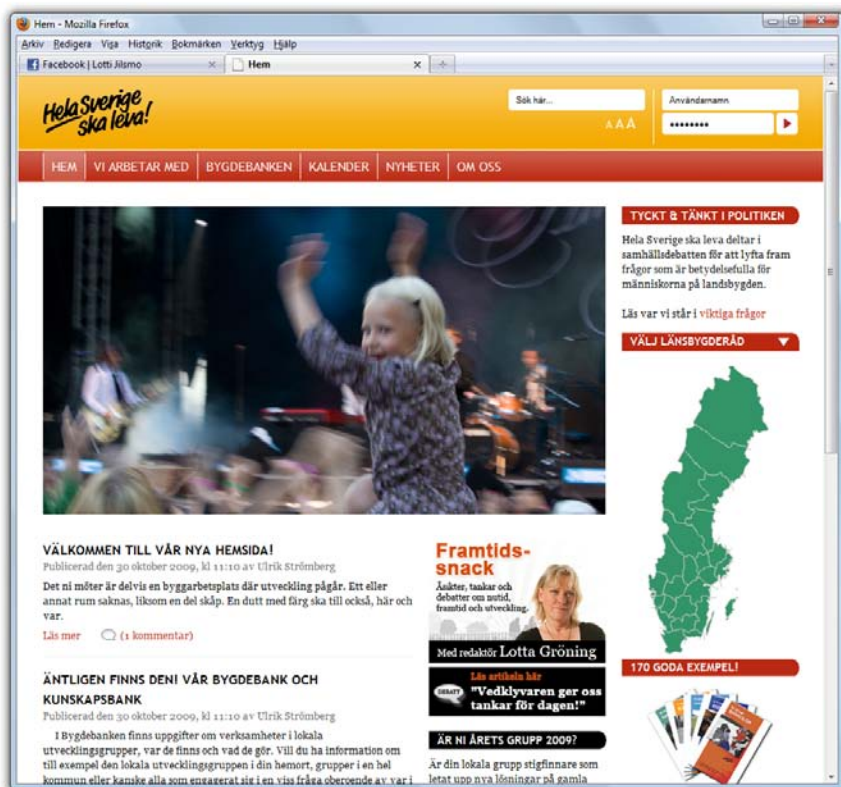 Hem - Mozilla Firefox
Arkiv Redigera Visa Historik Bokmärken Verktyg Hjälp
Facebook | Lotti Jilsmo
Hem
Hela Sverige
ska leva!
Sök här...
A A A
Användarnamn
••••••••
HEM
VI ARBETAR MED
BYGDEBANKEN
KALENDER
NYHETER
OM OSS
TYCKT & TÄNKT I POLITIKEN
Hela Sverige ska leva deltar i
samhällsdebatten för att lyfta fram
frågor som är betydelsefulla för
människorna på landsbygden.
Läs var vi står i viktiga frågor
VÄLJ LÄNSBYGDERÅD
VÄLKOMMEN TILL VÅR NYA HEMSIDA!
Publicerad den 30 oktober 2009, kl 11:10 av Ulrik Strömberg
Det ni möter är delvis en byggarbetsplats där utveckling pågår. Ett eller
annat rum saknas, liksom en del skåp. En dutt med färg ska till också, här och
var.
Läs mer
(1 kommentar)
ÄNTLIGEN FINNS DEN! VÅR BYGDEBANK OCH
KUNSKAPSBANK
Publicerad den 30 oktober 2009, kl 11:10 av Ulrik Strömberg
I Bygdebanken finns uppgifter om verksamheter i lokala
utvecklingsgrupper, var de finns och vad de gör. Vill du ha information om
till exempel den lokala utvecklingsgruppen i din hemort, grupper i en hel
kommun eller kanske alla som engagerat sig i en viss fråga oberoende av var i
Framtids-
snack
Åsikter, tankar och
debatter om nutid,
framtid och utveckling.
Med redaktör Lotta Gröning
Läs artikeln här
DEBATT
"Vedklyvaren ger oss
tankar för dagen!"
ÄR NI ÅRETS GRUPP 2009?
Är din lokala grupp stigfinnare som
letat upp nya lösningar på gamla
170 GODA EXEMPEL!